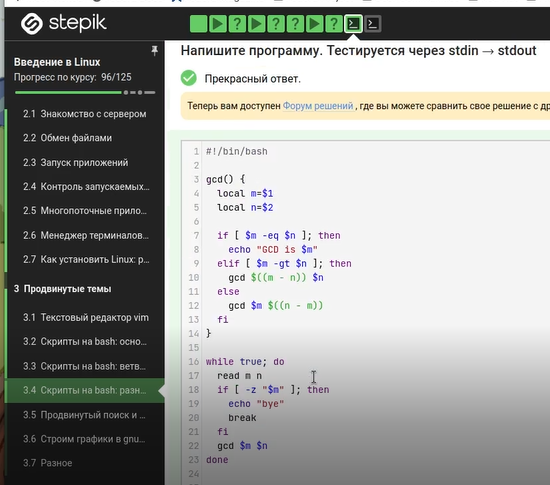 stepik
Напишите программу. Тестируется через stdin → stdout
Введение в Linux
Прогресс по курсу: 96/125
Прекрасный ответ.
Теперь вам доступен Форум решений , где вы можете сравнить свое решение с др
2.1 Знакомство с сервером
2.2 Обмен файлами
2.3 Запуск приложений
2.4 Контроль запускаемых...
2.5 Многопоточные прило...
2.6 Менеджер терминалов...
2.7 Как установить Linux: р...
3 Продвинутые темы
3.1 Текстовый редактор vim
3.2 Скрипты на bash: осно...
3.3 Скрипты на bash: ветв...
3.4 Скрипты на bash: разн...
3.5 Продвинутый поиск и ...
3.6 Строим графики в gnu...
3.7 Разное
1 #!/bin/bash
2
3 gcd() {
4 local m=$1
5 local n=$2
6
7 if [ $m -eq $n ]; then
8 echo "GCD is $m"
9 elif [ $m -gt $n ]; then
10 gcd $((m - n)) $n
11 else
12 gcd $m $((n - m))
13 fi
14 }
15
16 while true; do
17 read m n
18 if [ -z "$m" ]; then
19 echo "bye"
20 break
21 fi
22 gcd $m $n
23 done
24